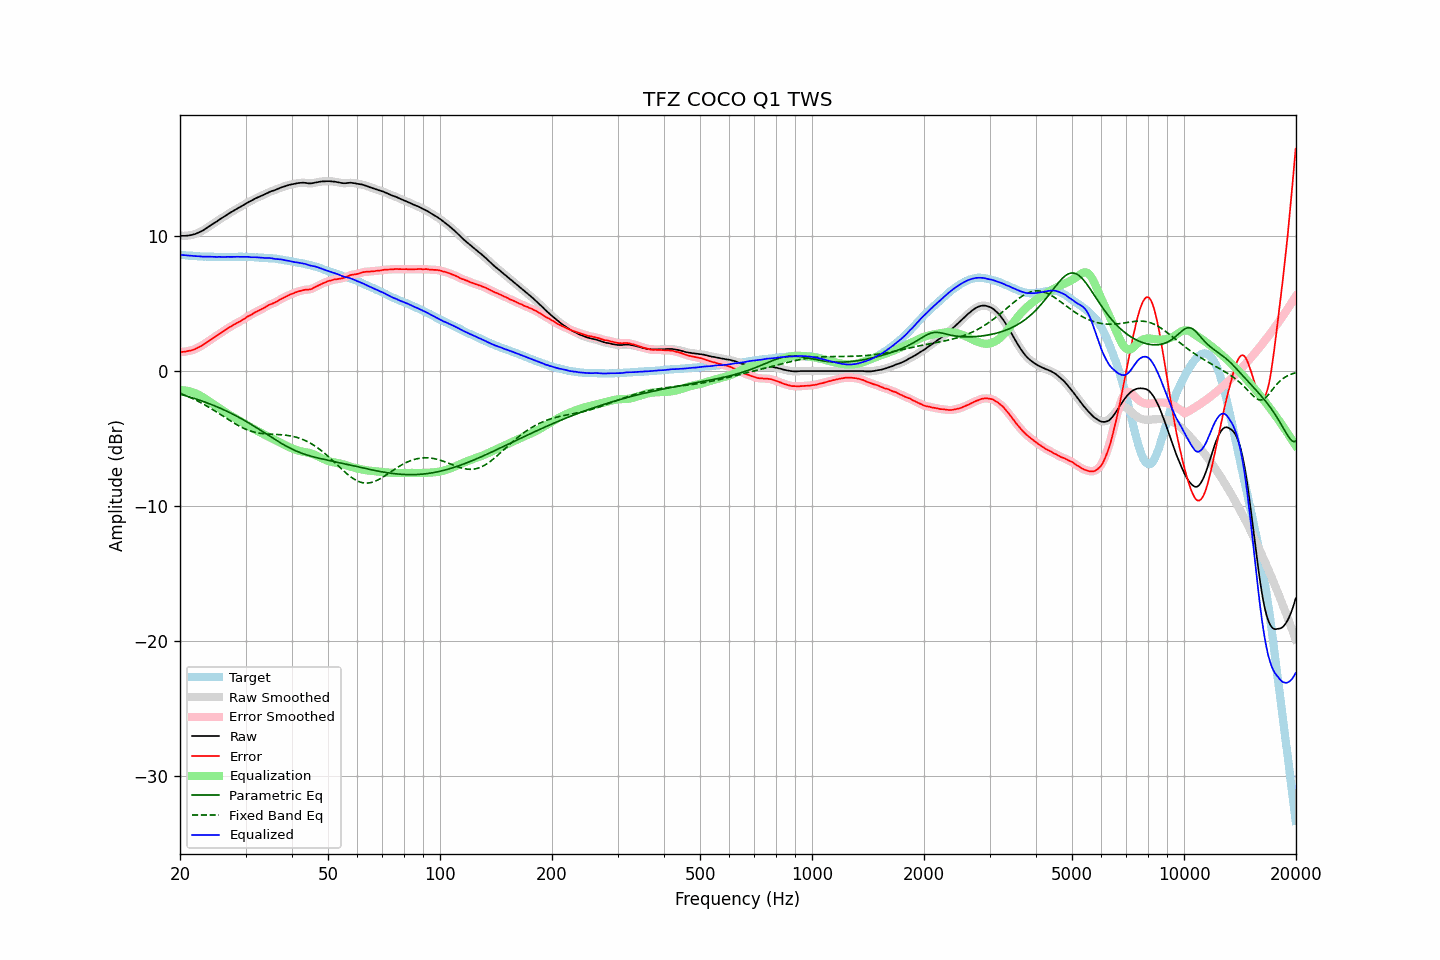 TFZ COCO Q1 TWS
Amplitude (dBr)
10
0
−10
−20
−30
Target
Raw Smoothed
Error Smoothed
Raw
Error
Equalization
Parametric Eq
Fixed Band Eq
Equalized
20 50 100 200 500 1000 2000 5000 10000 20000
Frequency (Hz)